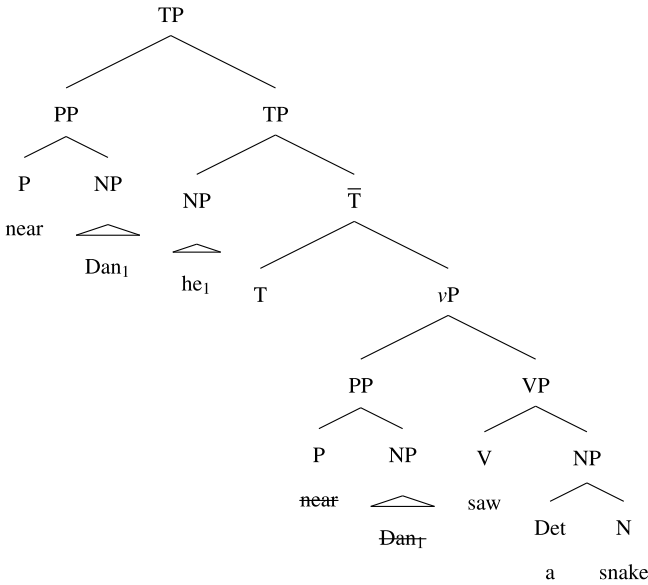 TP
PP TP
P NP NP T̅
near Dan₁ he₁ T vP
PP VP
P NP V NP
near Dan₁ saw Det N
a snake